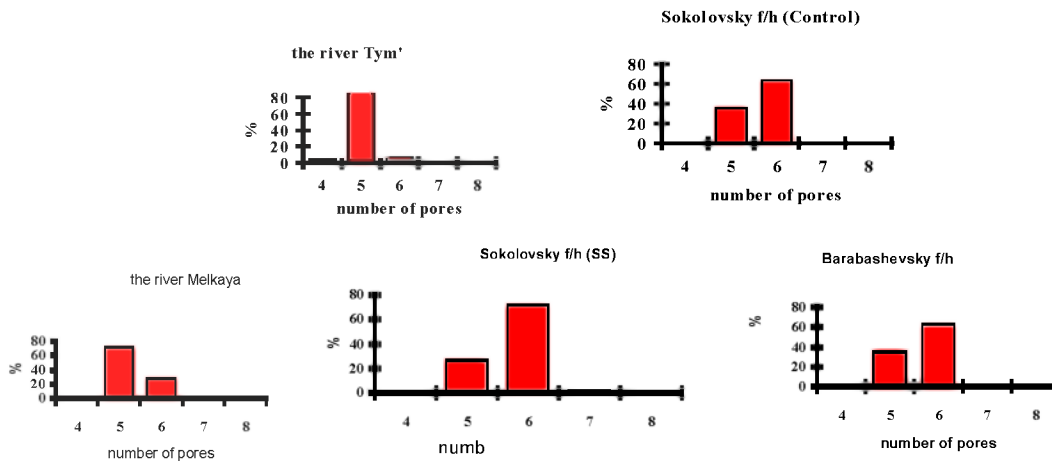 the river Tym'
80
60
40
20
0
%
4 5 6 7 8
number of pores
Sokolovsky f/h (Control)
80
60
40
20
0
%
4 5 6 7 8
number of pores
the river Melkaya
80
60
40
20
0
%
4 5 6 7 8
number of pores
Sokolovsky f/h (SS)
80
60
40
20
0
%
4 5 6 7 8
numb
Barabashevsky f/h
80
60
40
20
0
%
4 5 6 7 8
number of pores